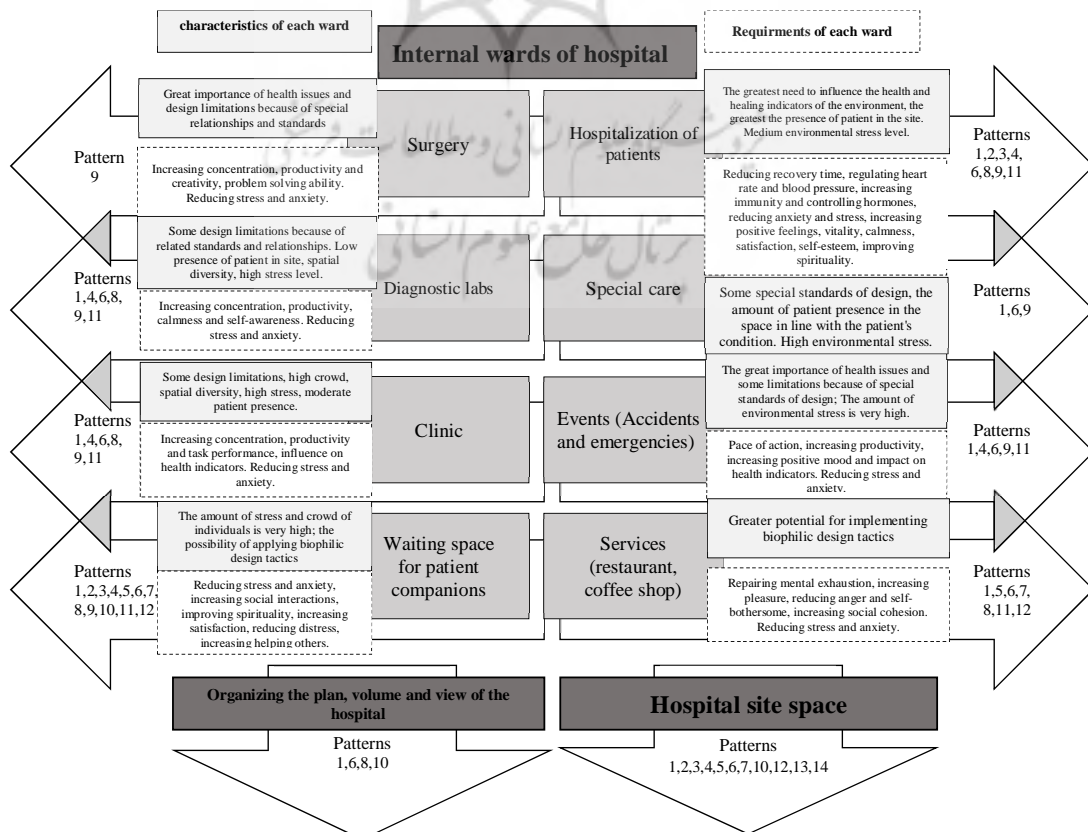 characteristics of each ward
Internal wards of hospital
Requirments of each ward
Great importance of health issues and
design limitations because of special
relationships and standards
Pattern
9
Increasing concentration, productivity and
creativity, problem solving ability.
Reducing stress and anxiety.
Surgery
Hospitalization of
patients
The greatest need to influence the health and
healing indicators of the environment, the
greatest the presence of patient in the site.
Medium environmental stress level.
Reducing recovery time, regulating heart
rate and blood pressure, increasing
immunity and controlling hormones,
reducing anxiety and stress, increasing
positive feelings, vitality, calmness,
satisfaction, self-esteem, improving
spirituality.
Patterns
1,2,3,4,
6,8,9,11
پژوهشگاه علوم انسانی و مطالعات فرهنگی
پرتال جامع علوم انسانی
Some design limitations because of
related standards and relationships. Low
presence of patient in site, spatial
diversity, high stress level.
Patterns
1,4,6,8,
9,11
Increasing concentration, productivity,
calmness and self-awareness. Reducing
stress and anxiety.
Diagnostic labs
Special care
Some special standards of design, the
amount of patient presence in the
space in line with the patient's
condition. High environmental stress.
Patterns
1,6,9
Some design limitations, high crowd,
spatial diversity, high stress, moderate
patient presence.
Patterns
1,4,6,8,
9,11
Increasing concentration, productivity
and task performance, influence on
health indicators. Reducing stress and
anxiety.
Clinic
Events (Accidents
and emergencies)
The great importance of health issues and
some limitations because of special
standards of design; The amount of
environmental stress is very high.
Pace of action, increasing productivity,
increasing positive mood and impact on
health indicators. Reducing stress and
anxiety.
Patterns
1,4,6,9,11
The amount of stress and crowd of
individuals is very high; the
possibility of applying biophilic
design tactics
Patterns
1,2,3,4,5,6,7,
8,9,10,11,12
Reducing stress and anxiety,
increasing social interactions,
improving spirituality, increasing
satisfaction, reducing distress,
increasing helping others.
Waiting space
for patient
companions
Services
(restaurant,
coffee shop)
Greater potential for implementing
biophilic design tactics
Repairing mental exhaustion, increasing
pleasure, reducing anger and self-
bothersome, increasing social cohesion.
Reducing stress and anxiety.
Patterns
1,5,6,7,
8,11,12
Organizing the plan, volume and view of the
hospital
Patterns
1,6,8,10
Hospital site space
Patterns
1,2,3,4,5,6,7,10,12,13,14